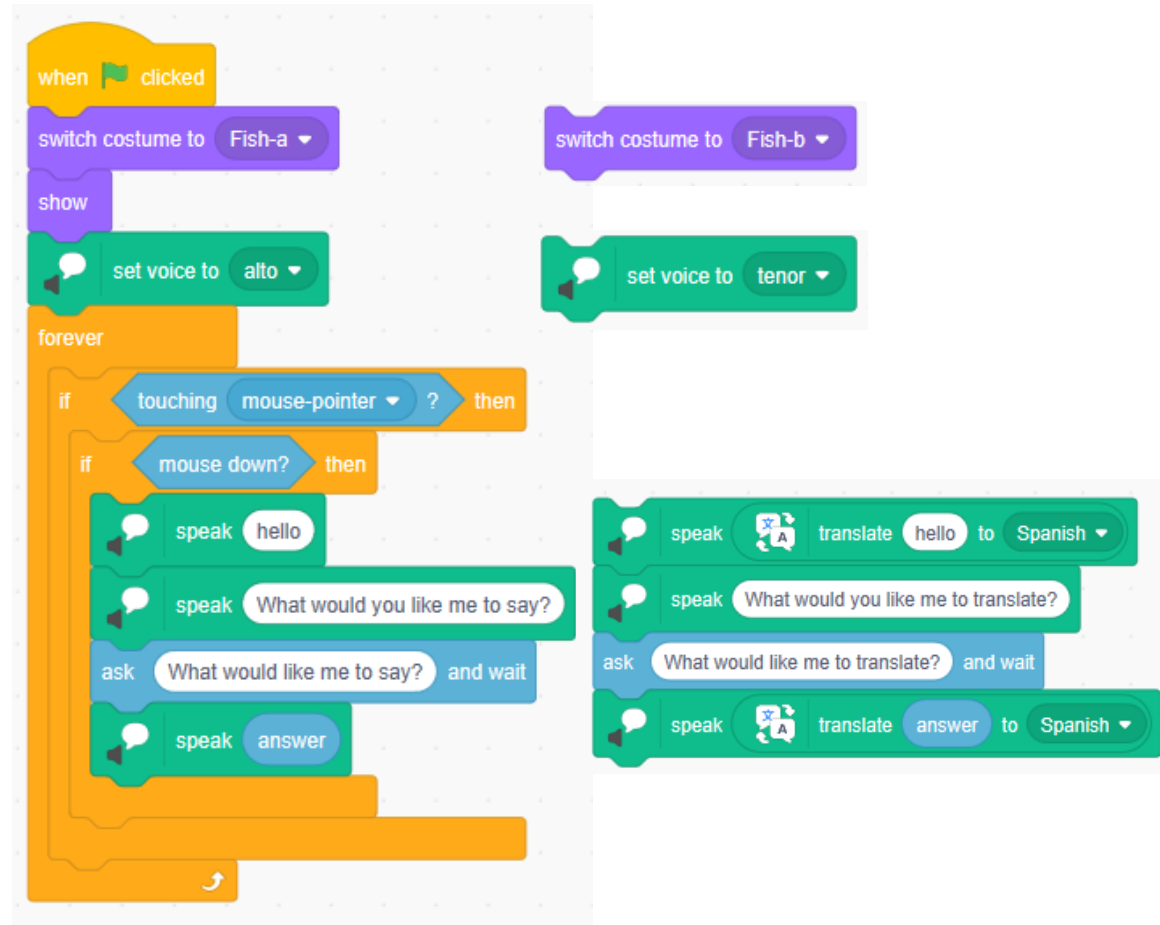 when clicked
switch costume to Fish-a
show
set voice to alto
forever
if touching mouse-pointer ? then
if mouse down? then
speak hello
speak What would you like me to say?
ask What would like me to say? and wait
speak answer
switch costume to Fish-b
set voice to tenor
speak 文 A translate hello to Spanish
speak What would you like me to translate?
ask What would like me to translate? and wait
speak 文 A translate answer to Spanish